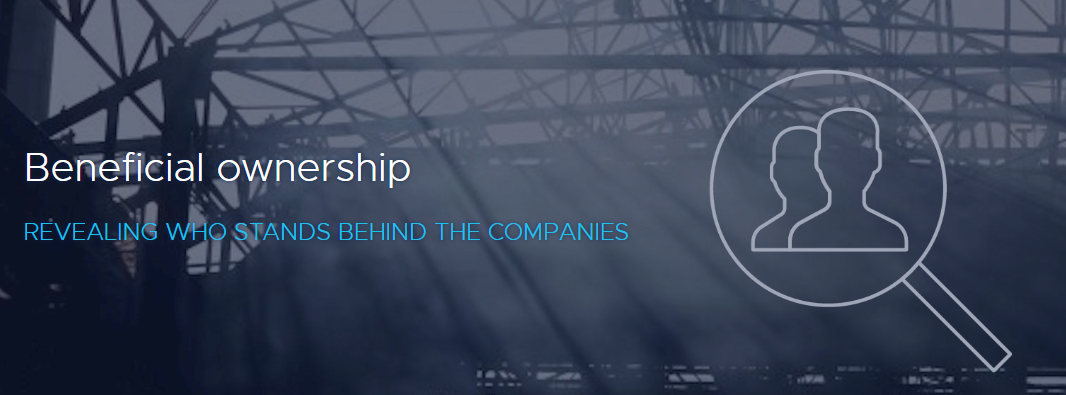 Beneficial ownership
REVEALING WHO STANDS BEHIND THE COMPANIES